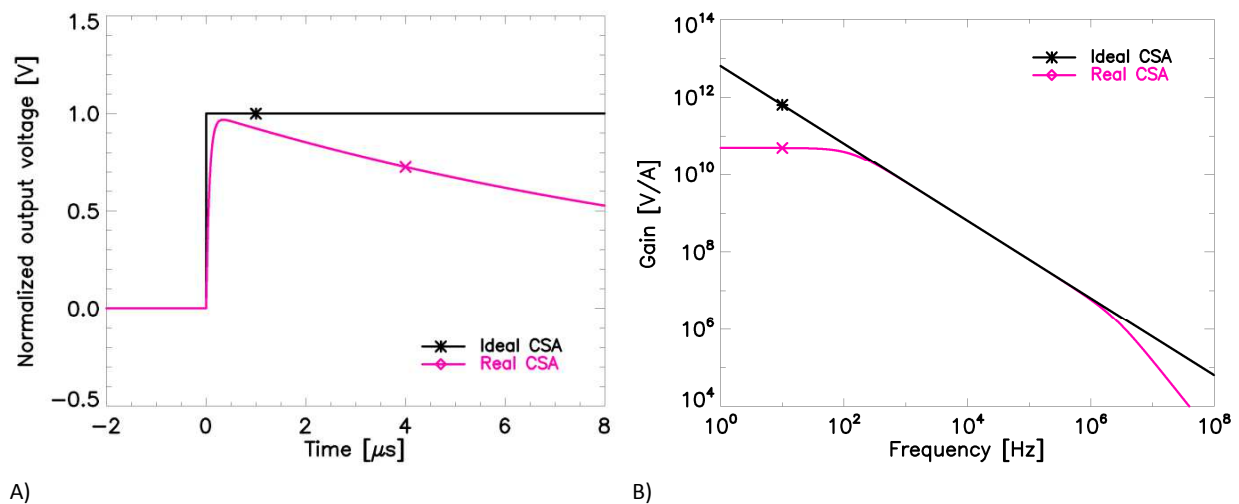 1.5
1.0
0.5
0.0
−0.5
Normalized output voltage [V]
Ideal CSA
Real CSA
−2
0
2
4
6
8
Time [μs]
A)
10¹⁴
10¹²
10¹⁰
10⁸
10⁶
10⁴
Gain [V/A]
Ideal CSA
Real CSA
10⁰
10²
10⁴
10⁶
10⁸
Frequency [Hz]
B)